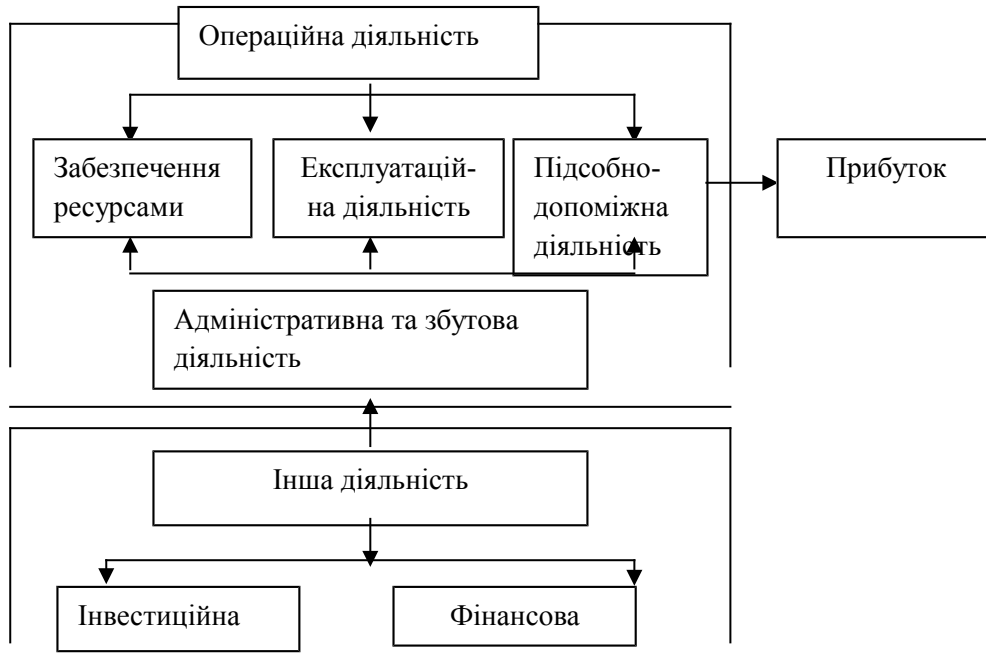 Операційна діяльність
Забезпечення
ресурсами
Експлуатацій-
на діяльність
Підсобно-
допоміжна
діяльність
Прибуток
Адміністративна та збутова
діяльність
Інша діяльність
Інвестиційна
Фінансова